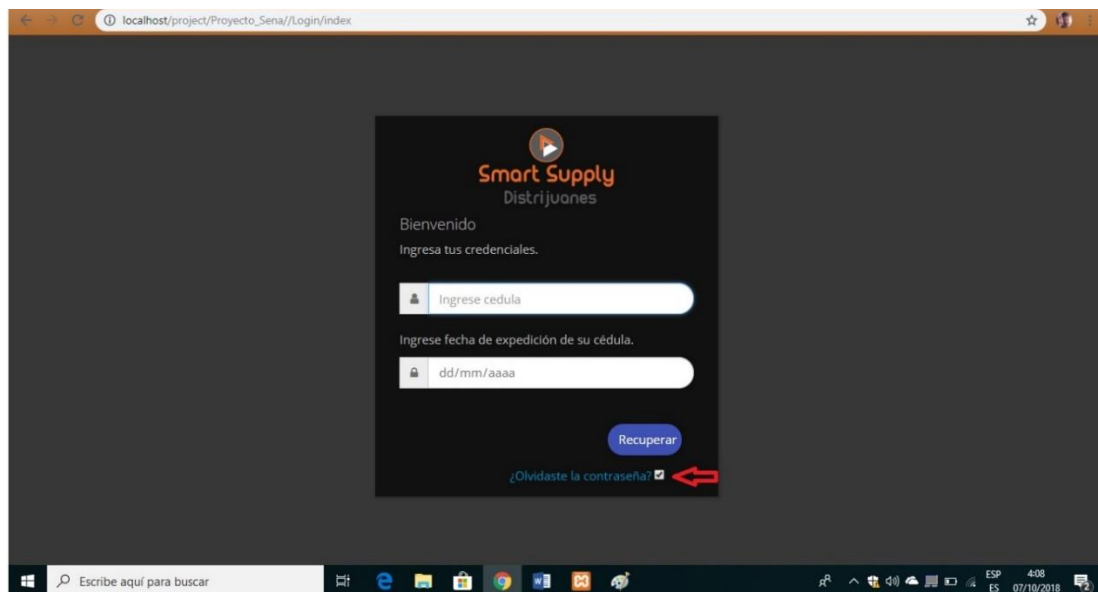 localhost/project/Proyecto_Sena//Login/index
Smart Supply
Distrijuanes
Bienvenido
Ingresa tus credenciales.
Ingrese cedula
Ingrese fecha de expedición de su cédula.
dd/mm/aaaa
Recuperar
¿Olvidaste la contraseña?
Escribe aquí para buscar
ESP
ES
4:08
07/10/2018